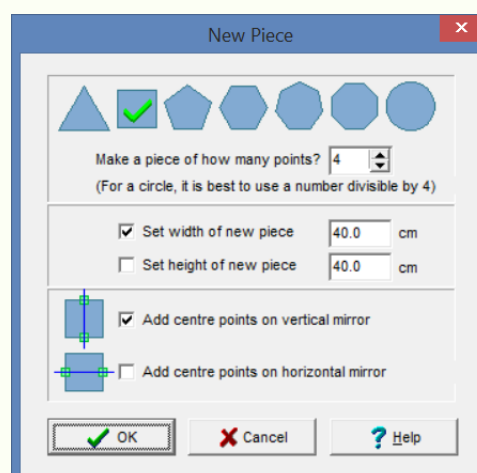 New Piece
Make a piece of how many points? 4
(For a circle, it is best to use a number divisible by 4)
Set width of new piece 40.0 cm
Set height of new piece 40.0 cm
Add centre points on vertical mirror
Add centre points on horizontal mirror
OK Cancel ? Help